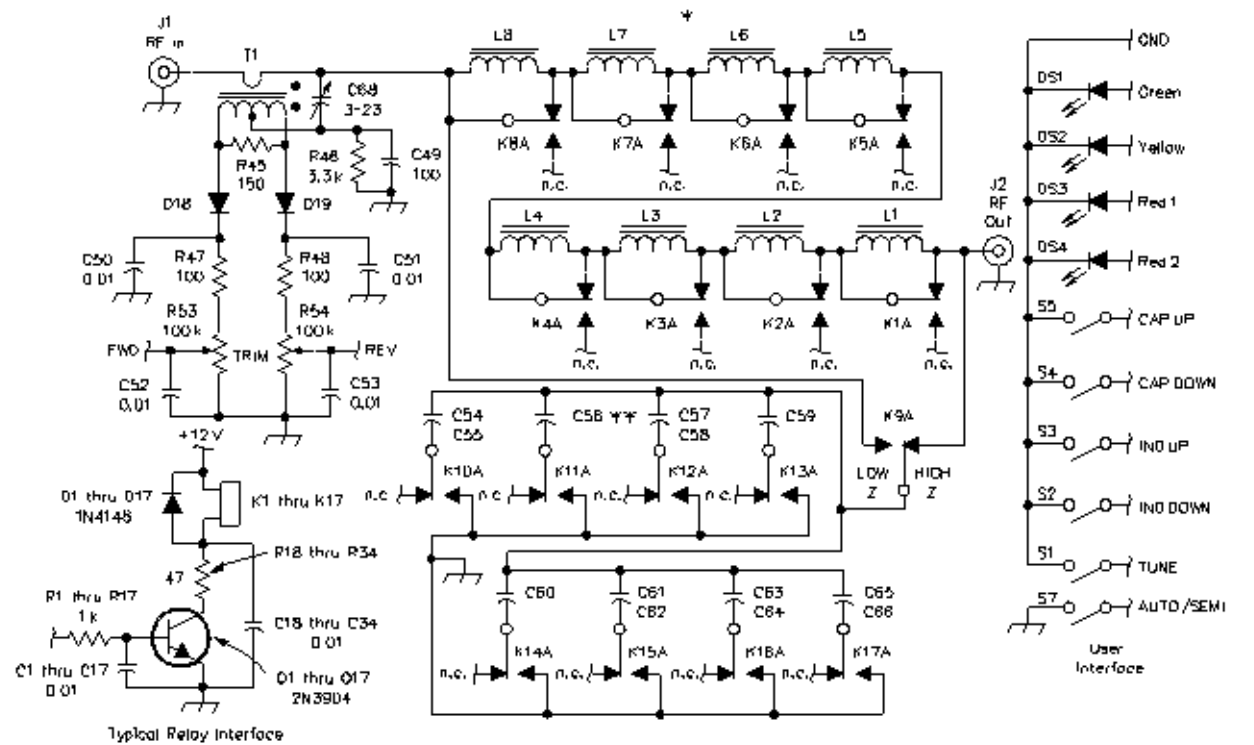 J1
RF in
T1
C68
3-23
R45
150
R46
3.3k
C49
100
D18
D19
C50
0.01
R47
100
R48
100
C51
0.01
R53
100k
R54
100k
FWD
TRIM
REV
C52
0.01
C53
0.01
*
L8
L7
L6
L5
K8A
K7A
K6A
K5A
n.c.
n.c.
n.c.
n.c.
L4
L3
L2
L1
J2
RF
Out
K4A
K3A
K2A
K1A
n.c.
n.c.
n.c.
n.c.
C54
C55
C56 **
C57
C58
C59
K9A
LOW
Z
HIGH
Z
K10A
K11A
K12A
K13A
n.c.
n.c.
n.c.
n.c.
C60
C61
C62
C63
C64
C65
C66
K14A
K15A
K16A
K17A
n.c.
n.c.
n.c.
n.c.
+12V
D1 thru D17
1N4148
K1 thru K17
R18 thru R34
47
R1 thru R17
1k
C18 thru C34
0.01
C1 thru C17
0.01
Q1 thru Q17
2N3904
Typical Relay Interface
GND
DS1
Green
DS2
Yellow
DS3
Red 1
DS4
Red 2
S5
CAP UP
S4
CAP DOWN
S3
IND UP
S2
IND DOWN
S1
TUNE
S7
AUTO/SEMI
User
Interface